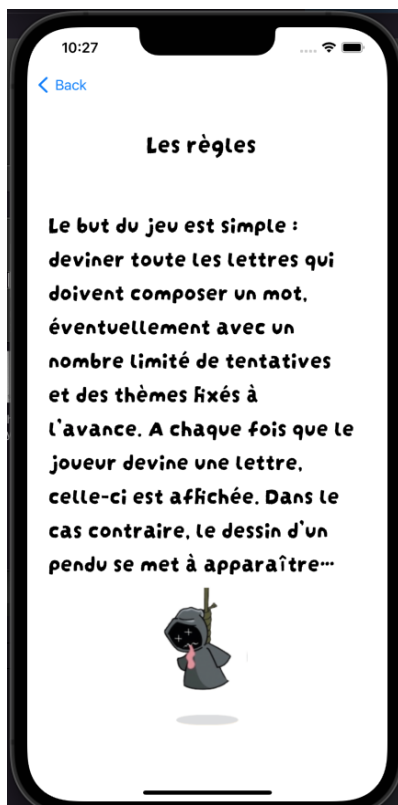 10:27
Back
Les règles
Le but du jeu est simple :
deviner toute les lettres qui
doivent composer un mot,
éventuellement avec un
nombre limité de tentatives
et des thèmes fixés à
l'avance. A chaque fois que le
joueur devine une lettre,
celle-ci est affichée. Dans le
cas contraire, le dessin d'un
pendu se met à apparaître...